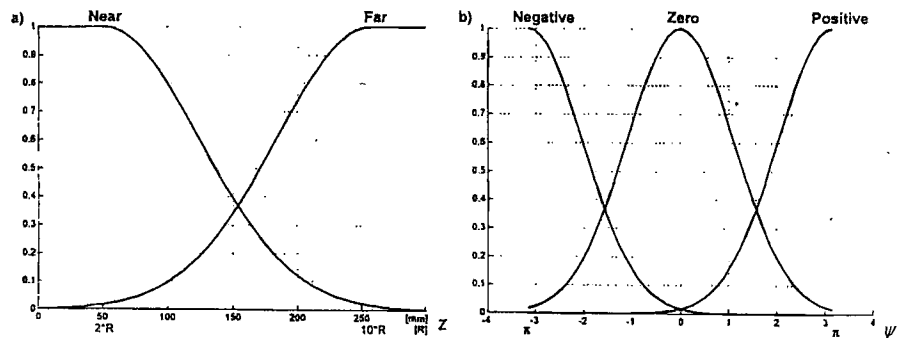 a)
Near Far
1
0.9
0.8
0.7
0.6
0.5
0.4
0.3
0.2
0.1
0
0 50 100 150 200 250 [mm]
2*R 10*R [R] Z
b)
Negative Zero Positive
1
0.9
0.8
0.7
0.6
0.5
0.4
0.3
0.2
0.1
0
-4 -3 -2 -1 0 1 2 3 4
π π ψ